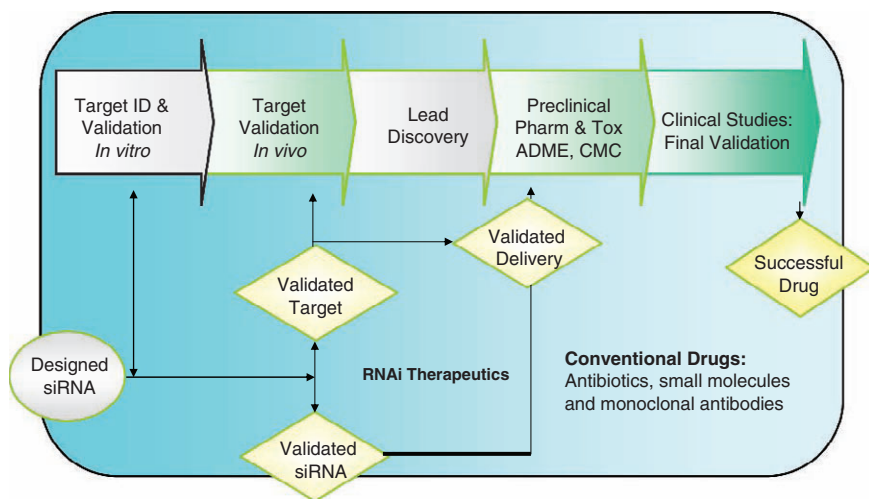 Target ID &
Validation
In vitro
Target
Validation
In vivo
Lead
Discovery
Preclinical
Pharm & Tox
ADME, CMC
Clinical Studies:
Final Validation
Validated
Delivery
Successful
Drug
Validated
Target
Designed
siRNA
RNAi Therapeutics
Conventional Drugs:
Antibiotics, small molecules
and monoclonal antibodies
Validated
siRNA